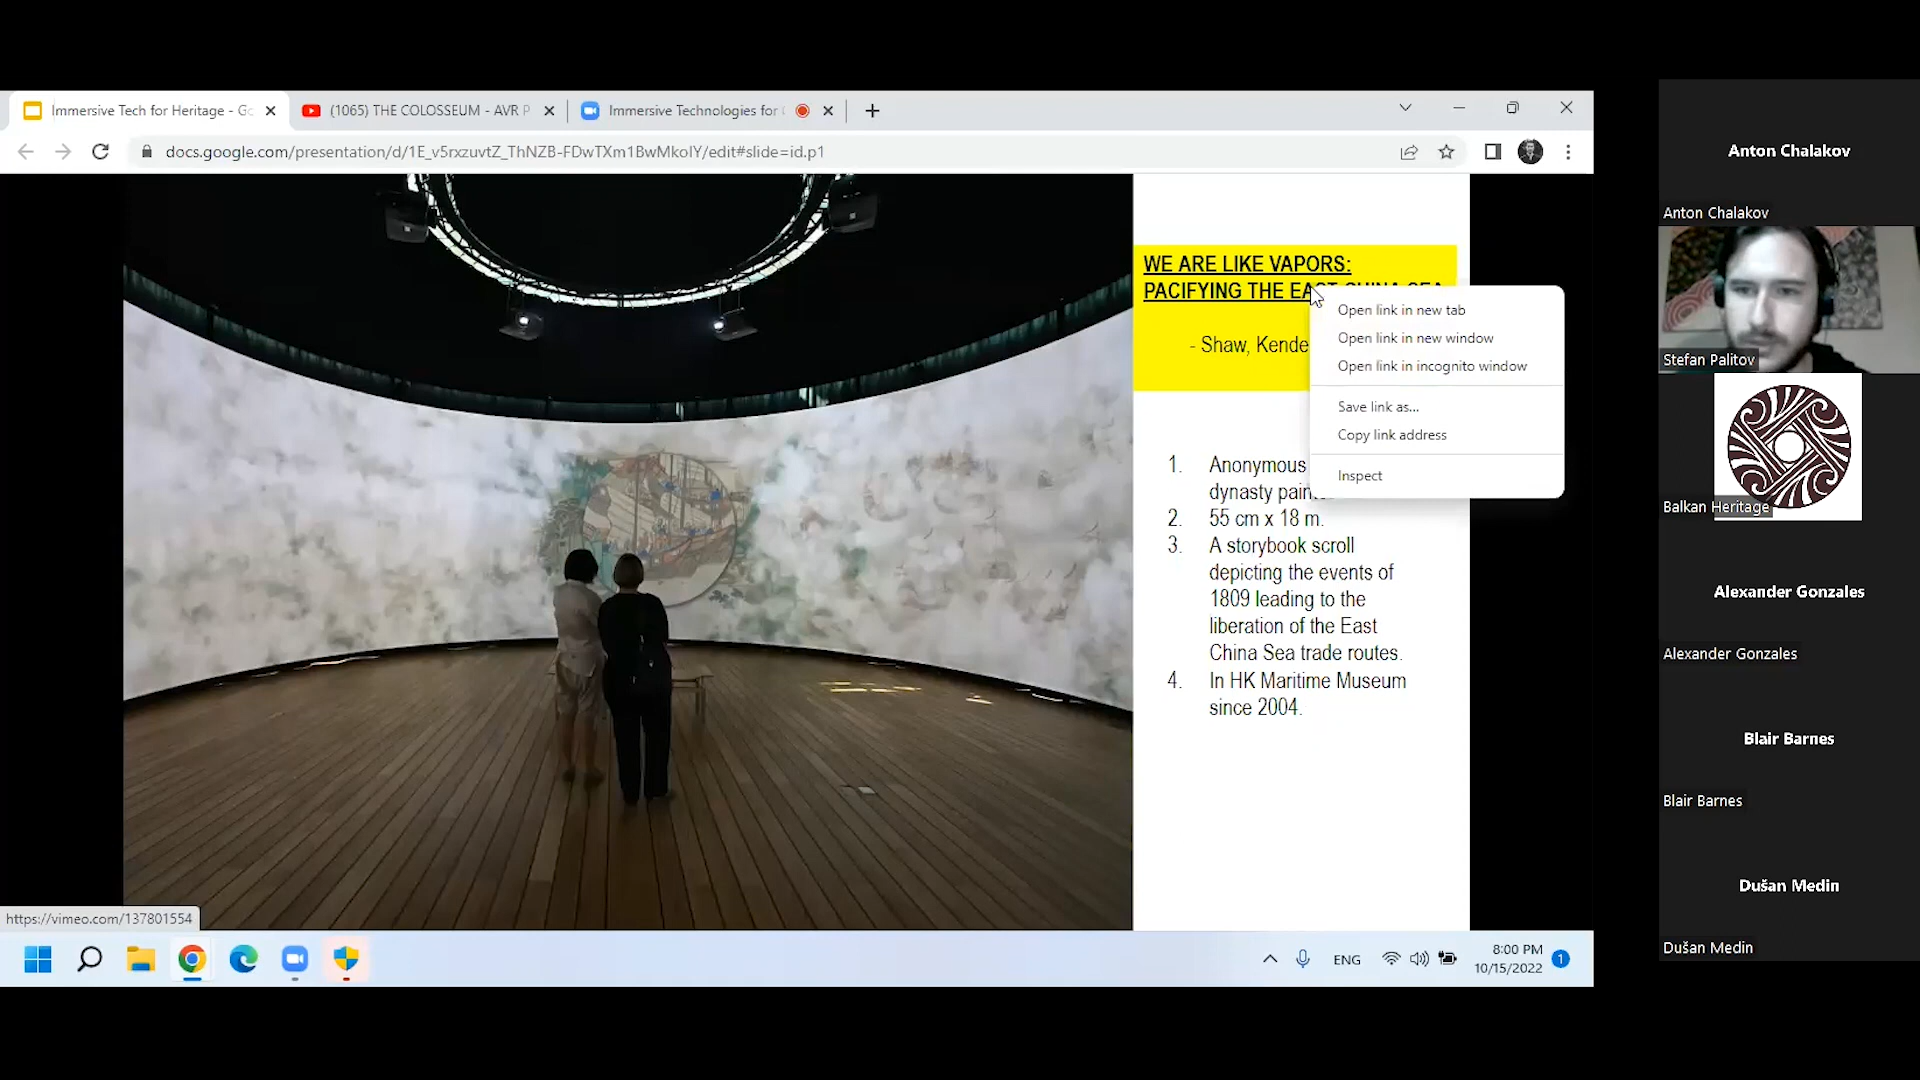 Immersive Tech for Heritage - Go
(1065) THE COLOSSEUM - AVR P
Immersive Technologies for
docs.google.com/presentation/d/1E_v5rxzuvtZ_ThNZB-FDwTXm1BwMkoIY/edit#slide=id.p1
WE ARE LIKE VAPORS:
PACIFYING THE EAST CHINA SEA
- Shaw, Kende
Open link in new tab
Open link in new window
Open link in incognito window
Save link as...
Copy link address
Inspect
1. Anonymous
dynasty pain
2. 55 cm x 18 m.
3. A storybook scroll
depicting the events of
1809 leading to the
liberation of the East
China Sea trade routes.
4. In HK Maritime Museum
since 2004.
https://vimeo.com/137801554
ENG
8:00 PM
10/15/2022
1
Anton Chalakov
Anton Chalakov
Stefan Palitov
Balkan Heritage
Alexander Gonzales
Alexander Gonzales
Blair Barnes
Blair Barnes
Dušan Medin
Dušan Medin